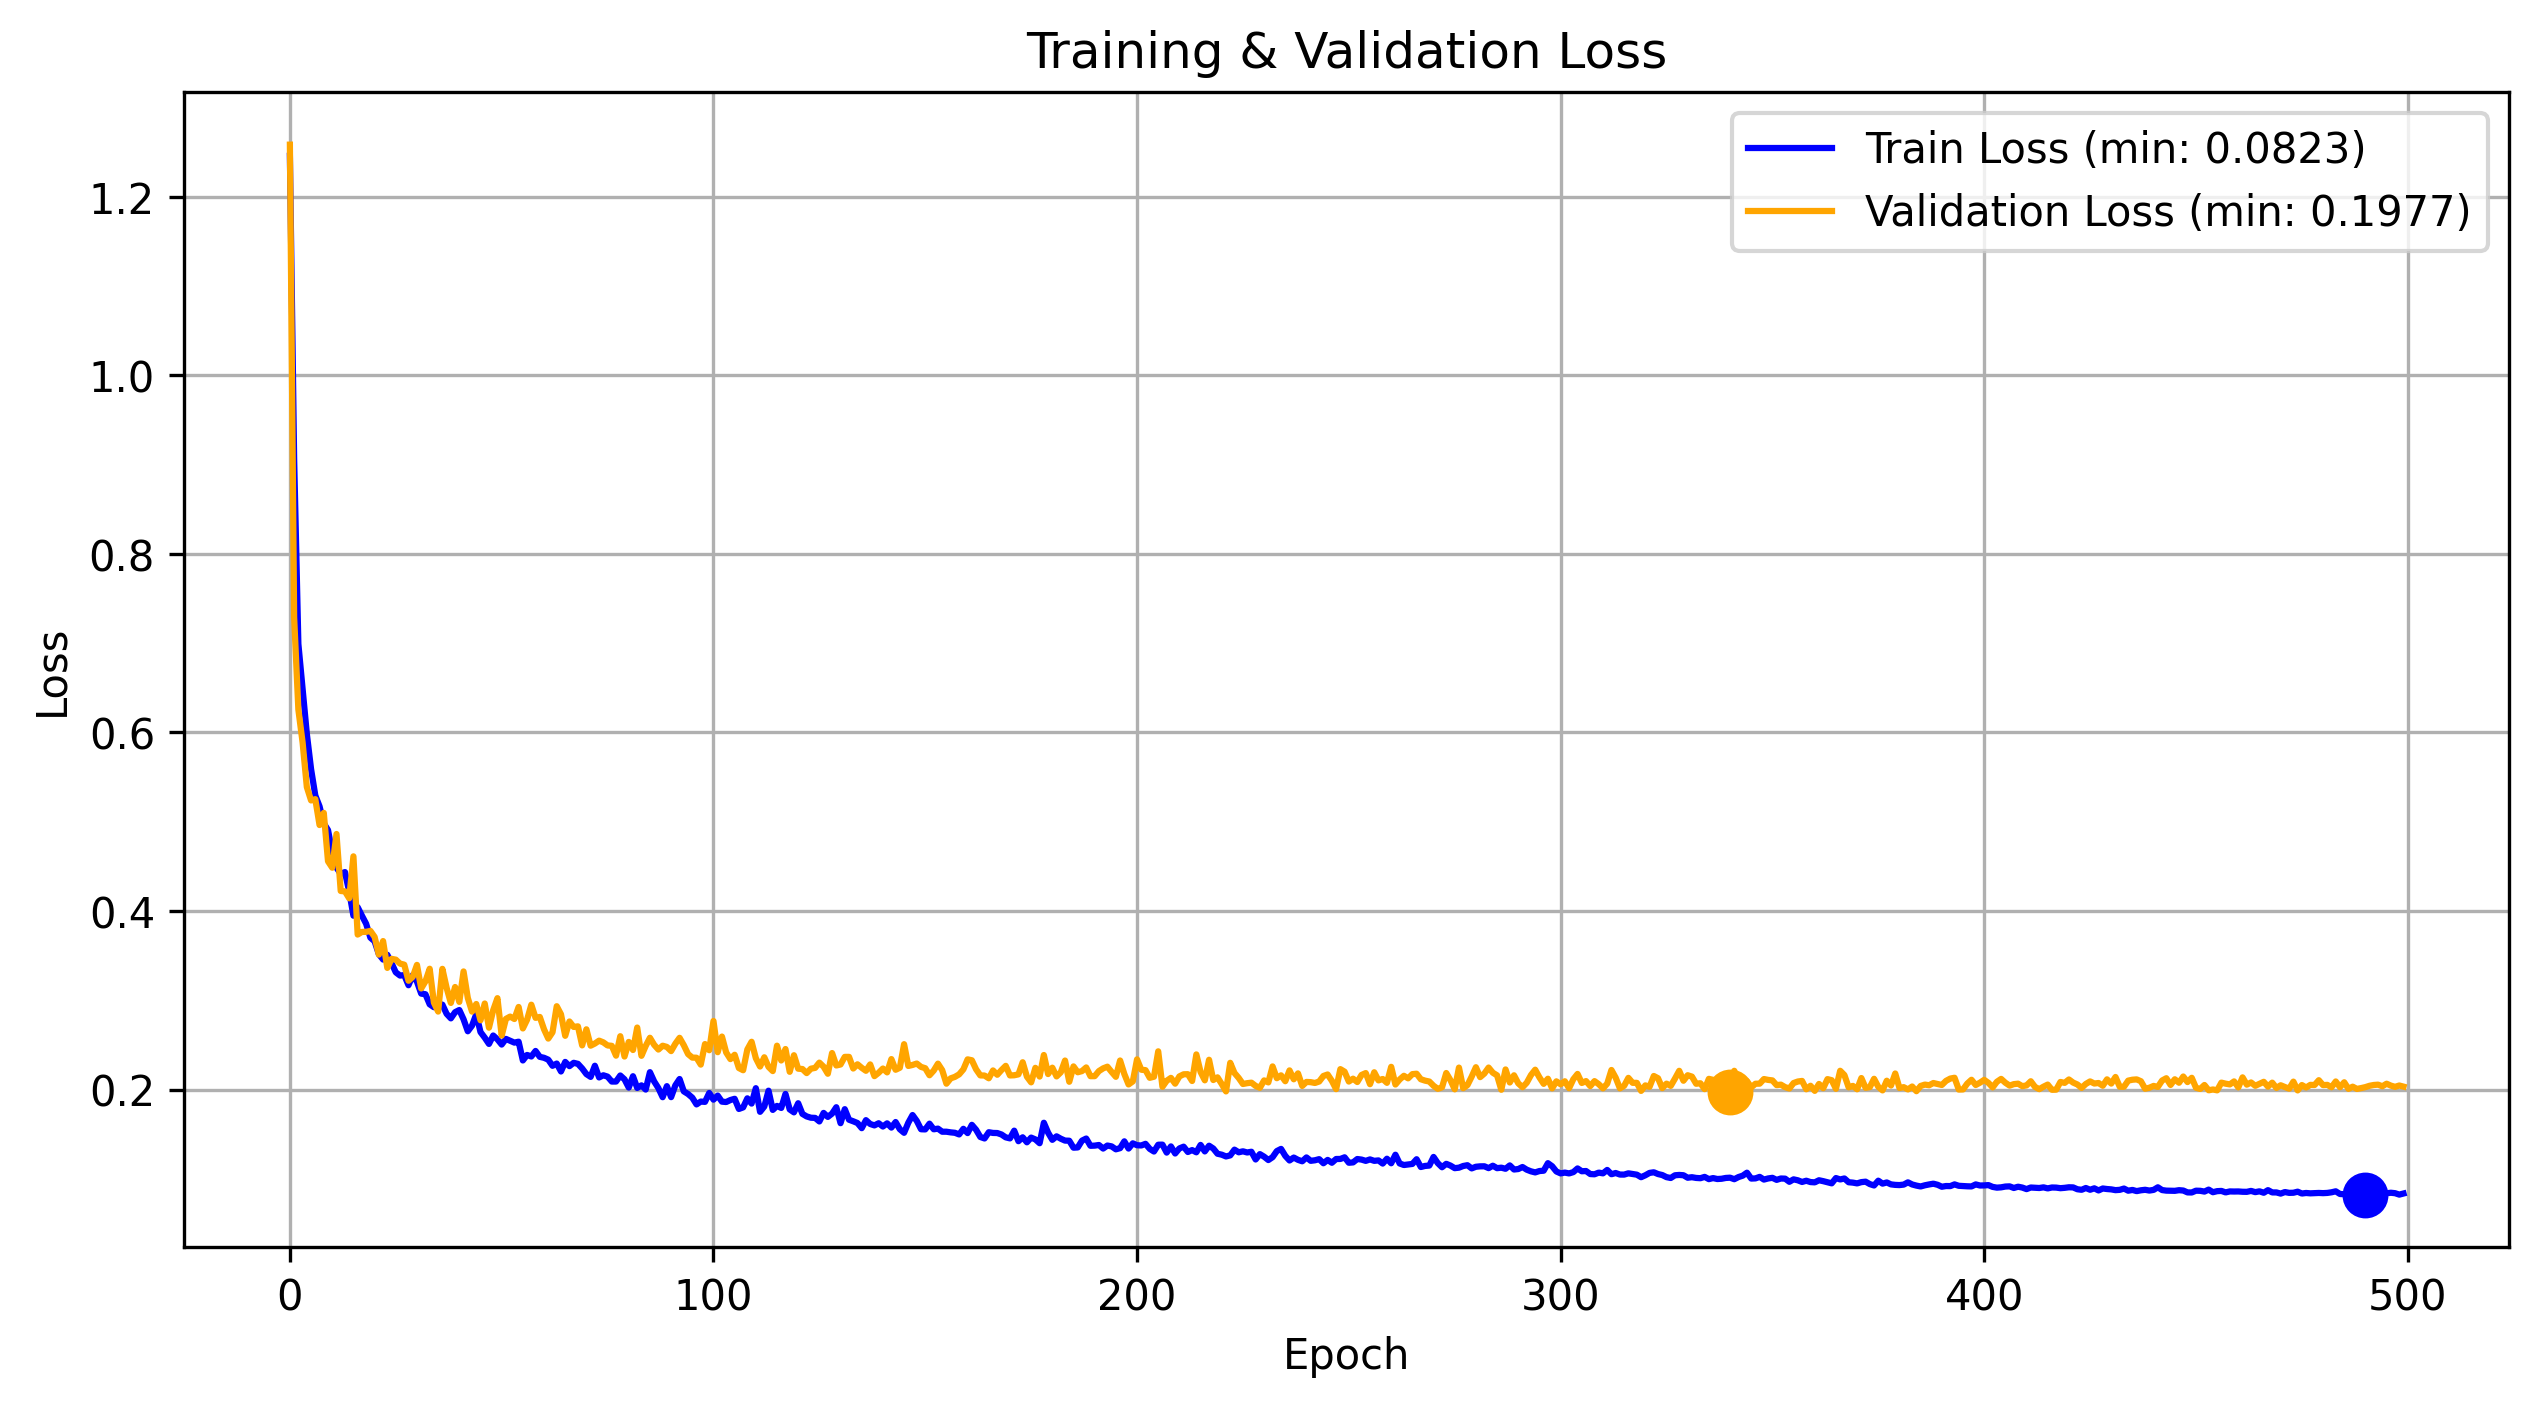 Training & Validation Loss
Train Loss (min: 0.0823)
Validation Loss (min: 0.1977)
Loss
1.2
1.0
0.8
0.6
0.4
0.2
0 100 200 300 400 500
Epoch